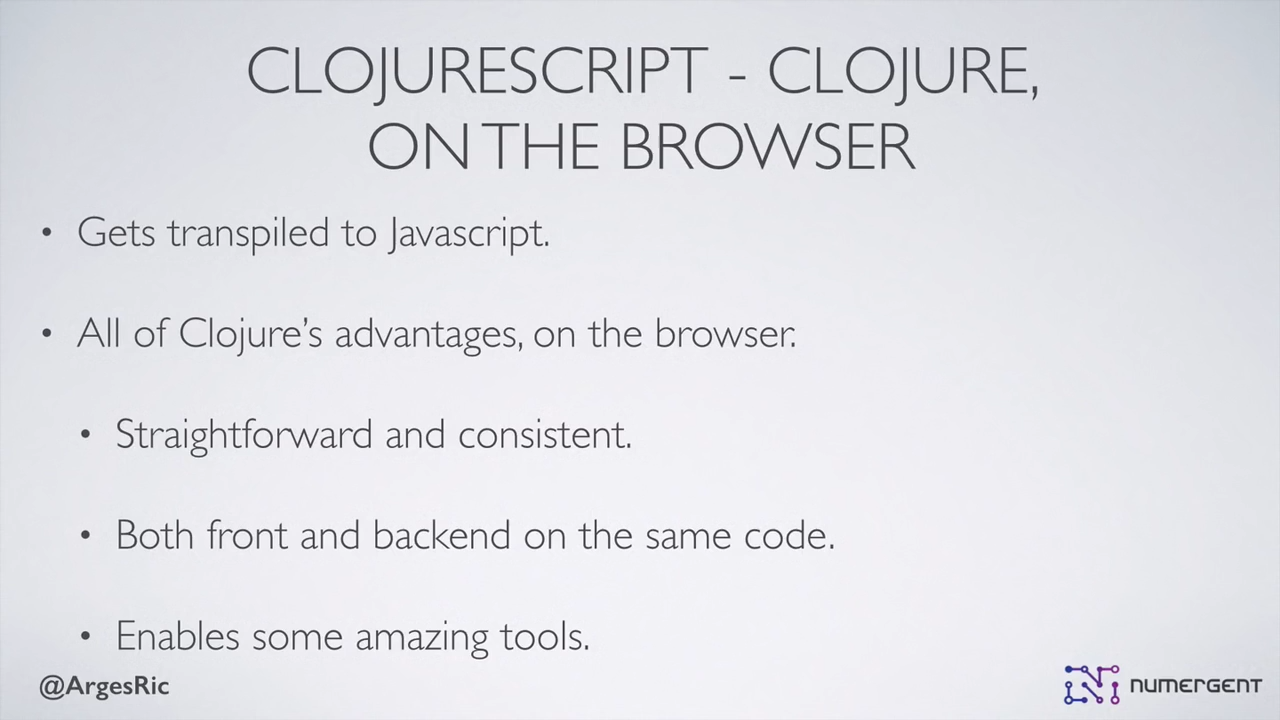 CLOJURESCRIPT - CLOJURE,
ON THE BROWSER
• Gets transpiled to Javascript.
• All of Clojure’s advantages, on the browser.
• Straightforward and consistent.
• Both front and backend on the same code.
• Enables some amazing tools.
@ArgesRic
NUMERGENT